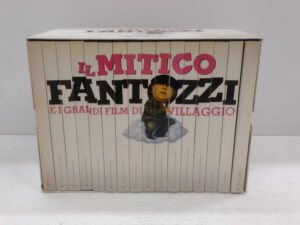 IL MITICO
FANTOZZI
E I GRANDI FILM DI VILLAGGIO